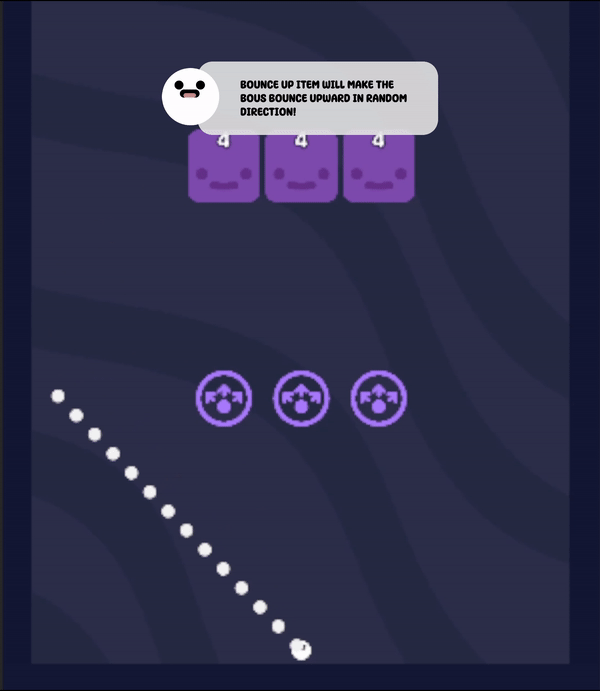 BOUNCE UP ITEM WILL MAKE THE
BOUS BOUNCE UPWARD IN RANDOM
DIRECTION!
4 4 4